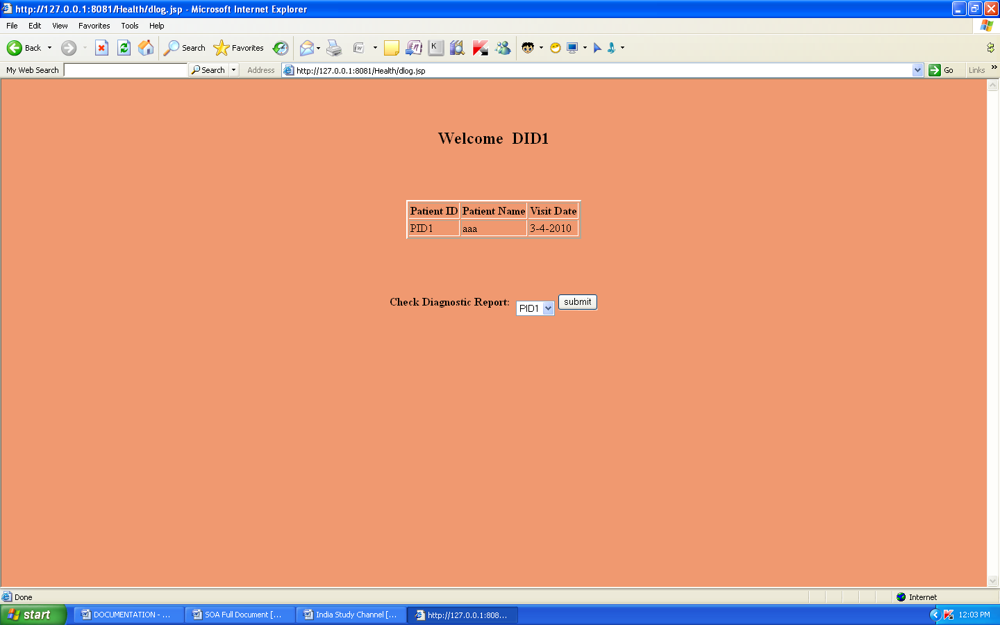 http://127.0.0.1:8081/Health/dlog.jsp - Microsoft Internet Explorer
File Edit View Favorites Tools Help
Back Search Favorites
My Web Search Search Address http://127.0.0.1:8081/Health/dlog.jsp Go Links »
Welcome DID1
Patient ID Patient Name Visit Date
PID1 aaa 3-4-2010
Check Diagnostic Report: PID1 submit
Done Internet
start DOCUMENTATION - ... SOA Full Document [... India Study Channel [... http://127.0.0.1:808... 12:03 PM